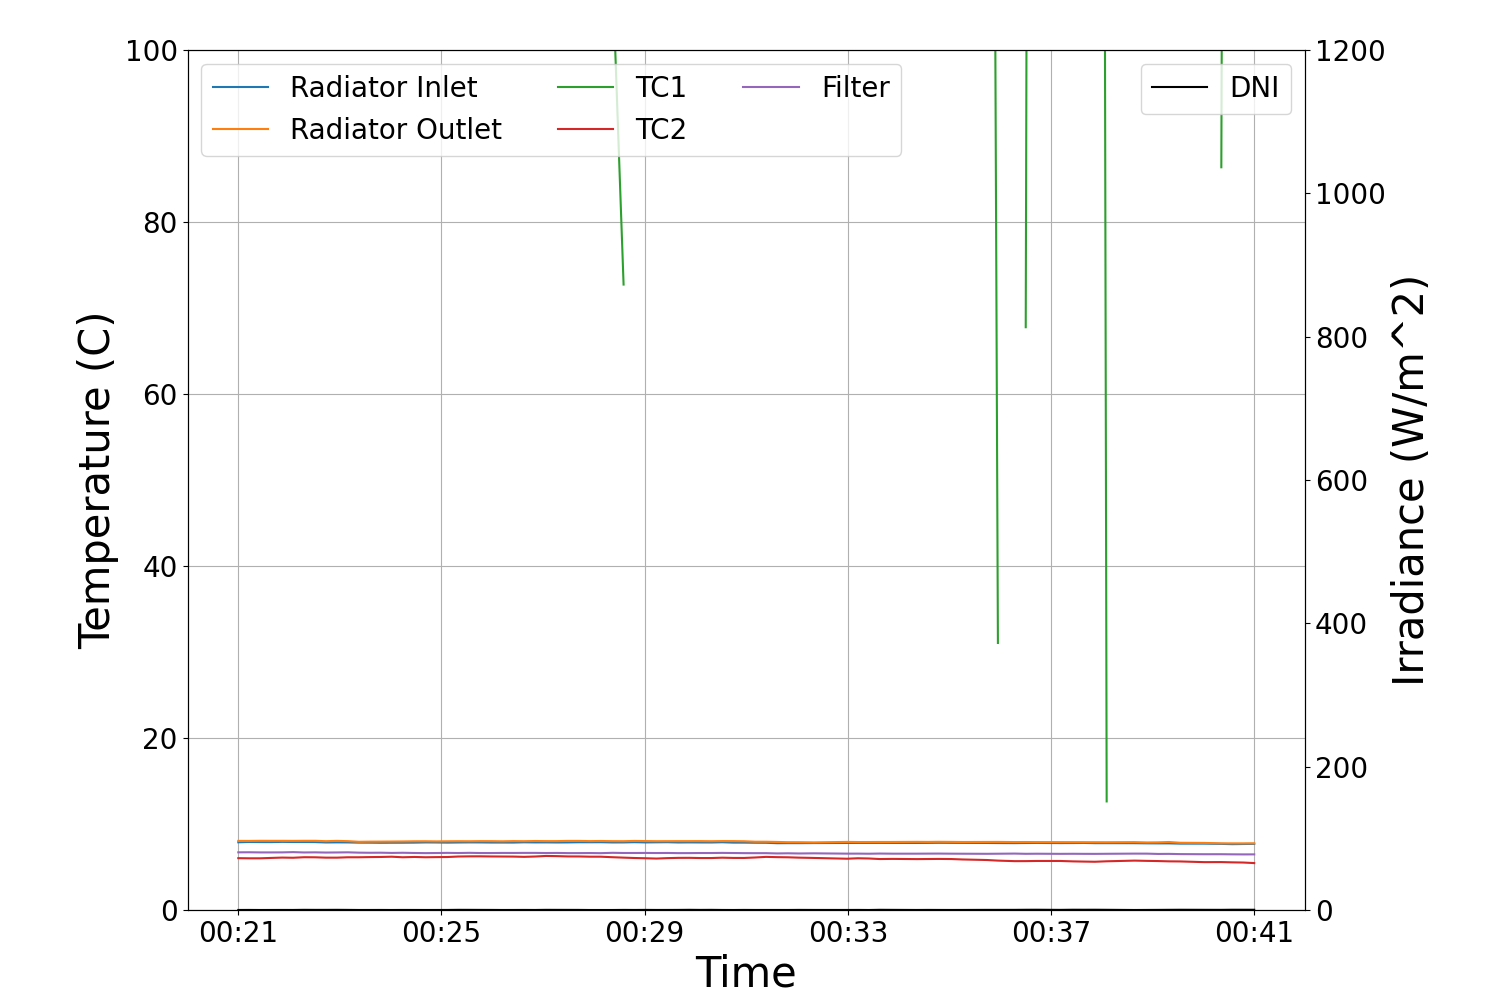 100
80
60
40
20
0
Temperature (C)
Radiator Inlet
Radiator Outlet
TC1
TC2
Filter
DNI
1200
1000
800
600
400
200
0
Irradiance (W/m^2)
00:21 00:25 00:29 00:33 00:37 00:41
Time